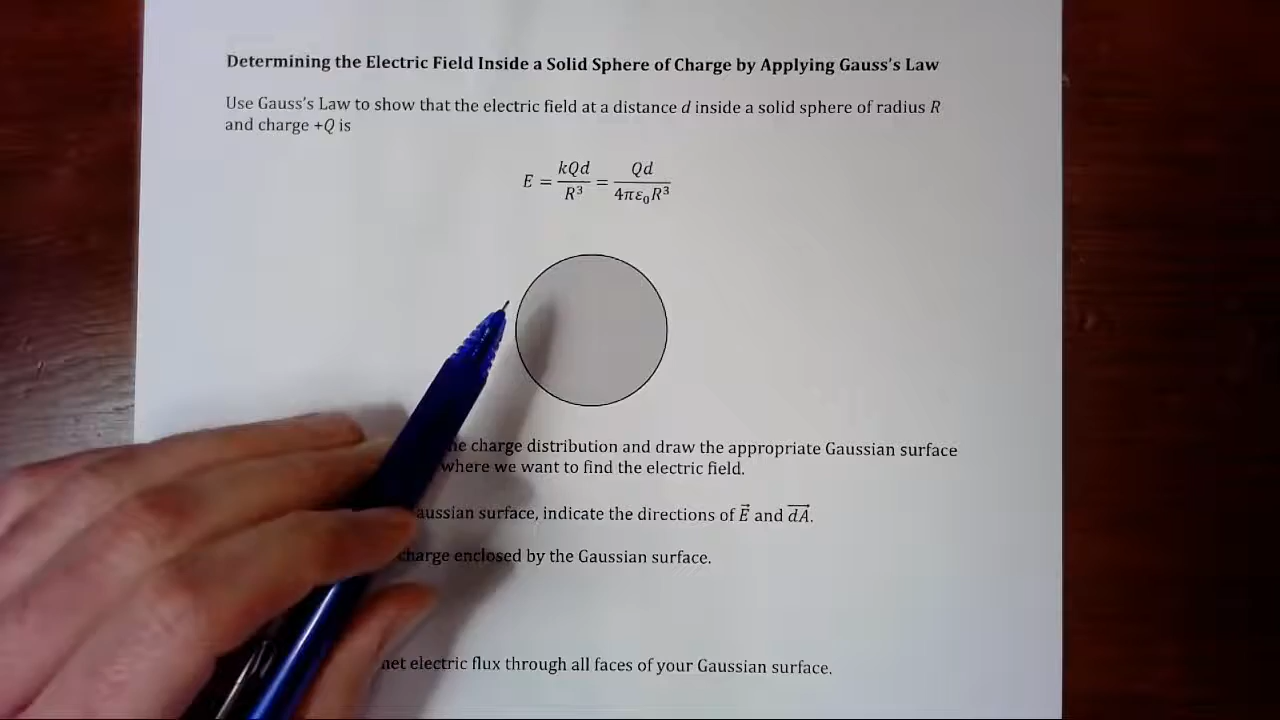 Determining the Electric Field Inside a Solid Sphere of Charge by Applying Gauss's Law
Use Gauss's Law to show that the electric field at a distance d inside a solid sphere of radius R
and charge +Q is
E = kQd/R³ = Qd/4πε₀R³
charge distribution and draw the appropriate Gaussian surface
where we want to find the electric field.
surface, indicate the directions of E⃗ and dA⃗.
charge enclosed by the Gaussian surface.
electric flux through all faces of your Gaussian surface.